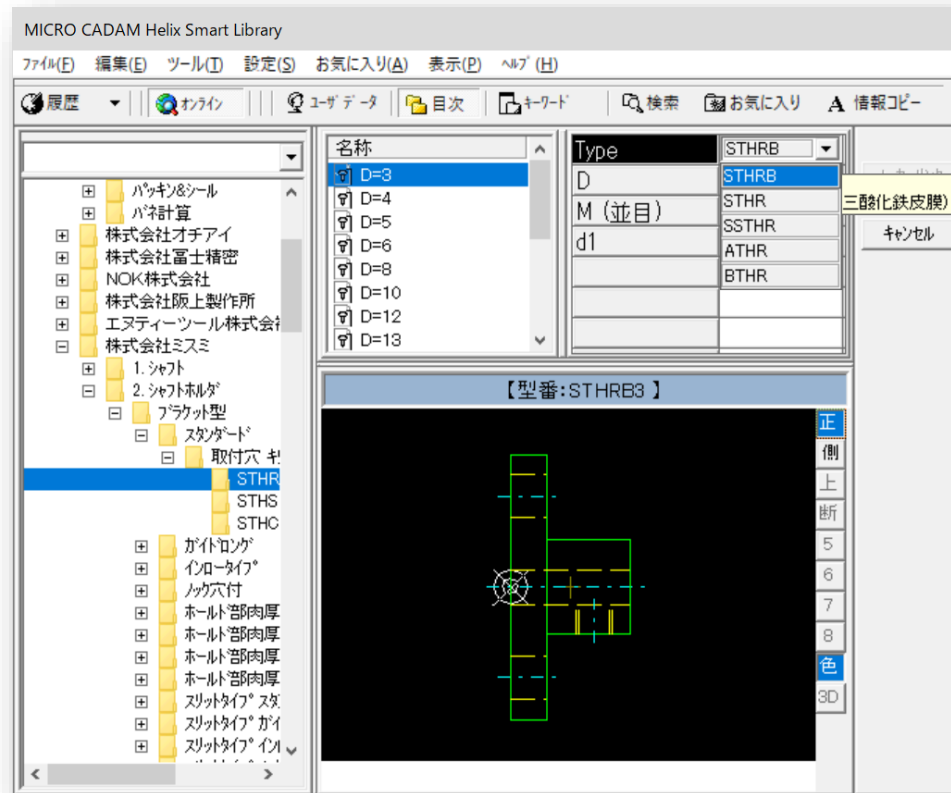 MICRO CADAM Helix Smart Library
ファイル(F) 編集(E) ツール(T) 設定(S) お気に入り(A) 表示(P) ヘルプ(H)
履歴 オンライン ユーザデータ 目次 キーワード 検索 お気に入り A 情報コピー
パッキン&シール
バネ計算
株式会社オチアイ
株式会社冨士精密
NOK株式会社
株式会社阪上製作所
エヌティーツール株式会社
株式会社ミスミ
1.シャフト
2.シャフトホルダ
ブラケット型
スタンダード
取付穴 キ
STHR
STHS
STHC
ガイドロング
インロータイプ
ノック穴付
ホールド部肉厚
ホールド部肉厚
ホールド部肉厚
ホールド部肉厚
スリットタイプ スタ
スリットタイプ ガイ
スリットタイプ イン
名称
D=3
D=4
D=5
D=6
D=8
D=10
D=12
D=13
Type STHRB
D
M (並目)
d1
STHRB
STHR
SSTHR
ATHR
BTHR
三酸化鉄皮膜)
キャンセル
【型番:STHRB3 】
正
側
上
断
5
6
7
8
色
3D